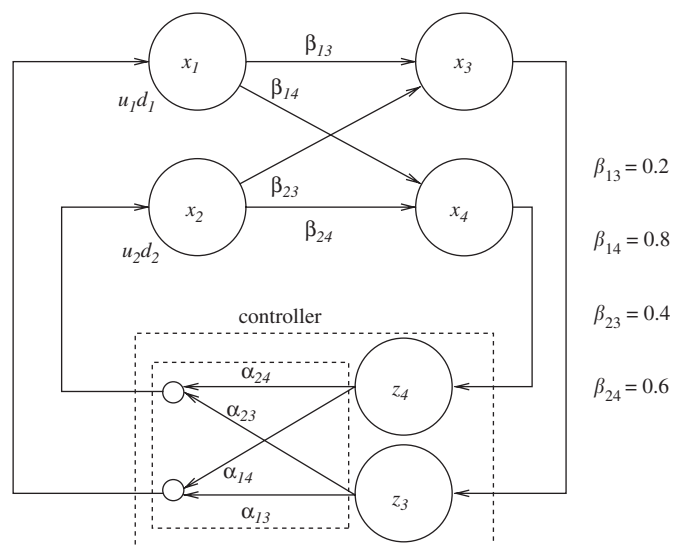 x₁
β₁₃
x₃
u₁d₁
β₁₄
β₁₃ = 0.2
x₂
β₂₃
x₄
u₂d₂
β₂₄
β₁₄ = 0.8
controller
β₂₃ = 0.4
α₂₄
z₄
β₂₄ = 0.6
α₂₃
α₁₄
z₃
α₁₃